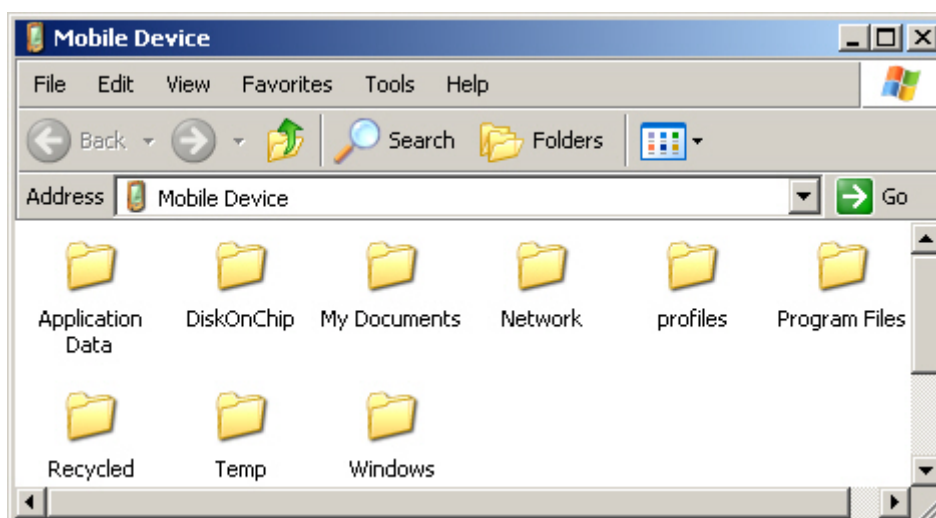 Mobile Device
File Edit View Favorites Tools Help
Back Search Folders
Address Mobile Device Go
Application Data DiskOnChip My Documents Network profiles Program Files
Recycled Temp Windows